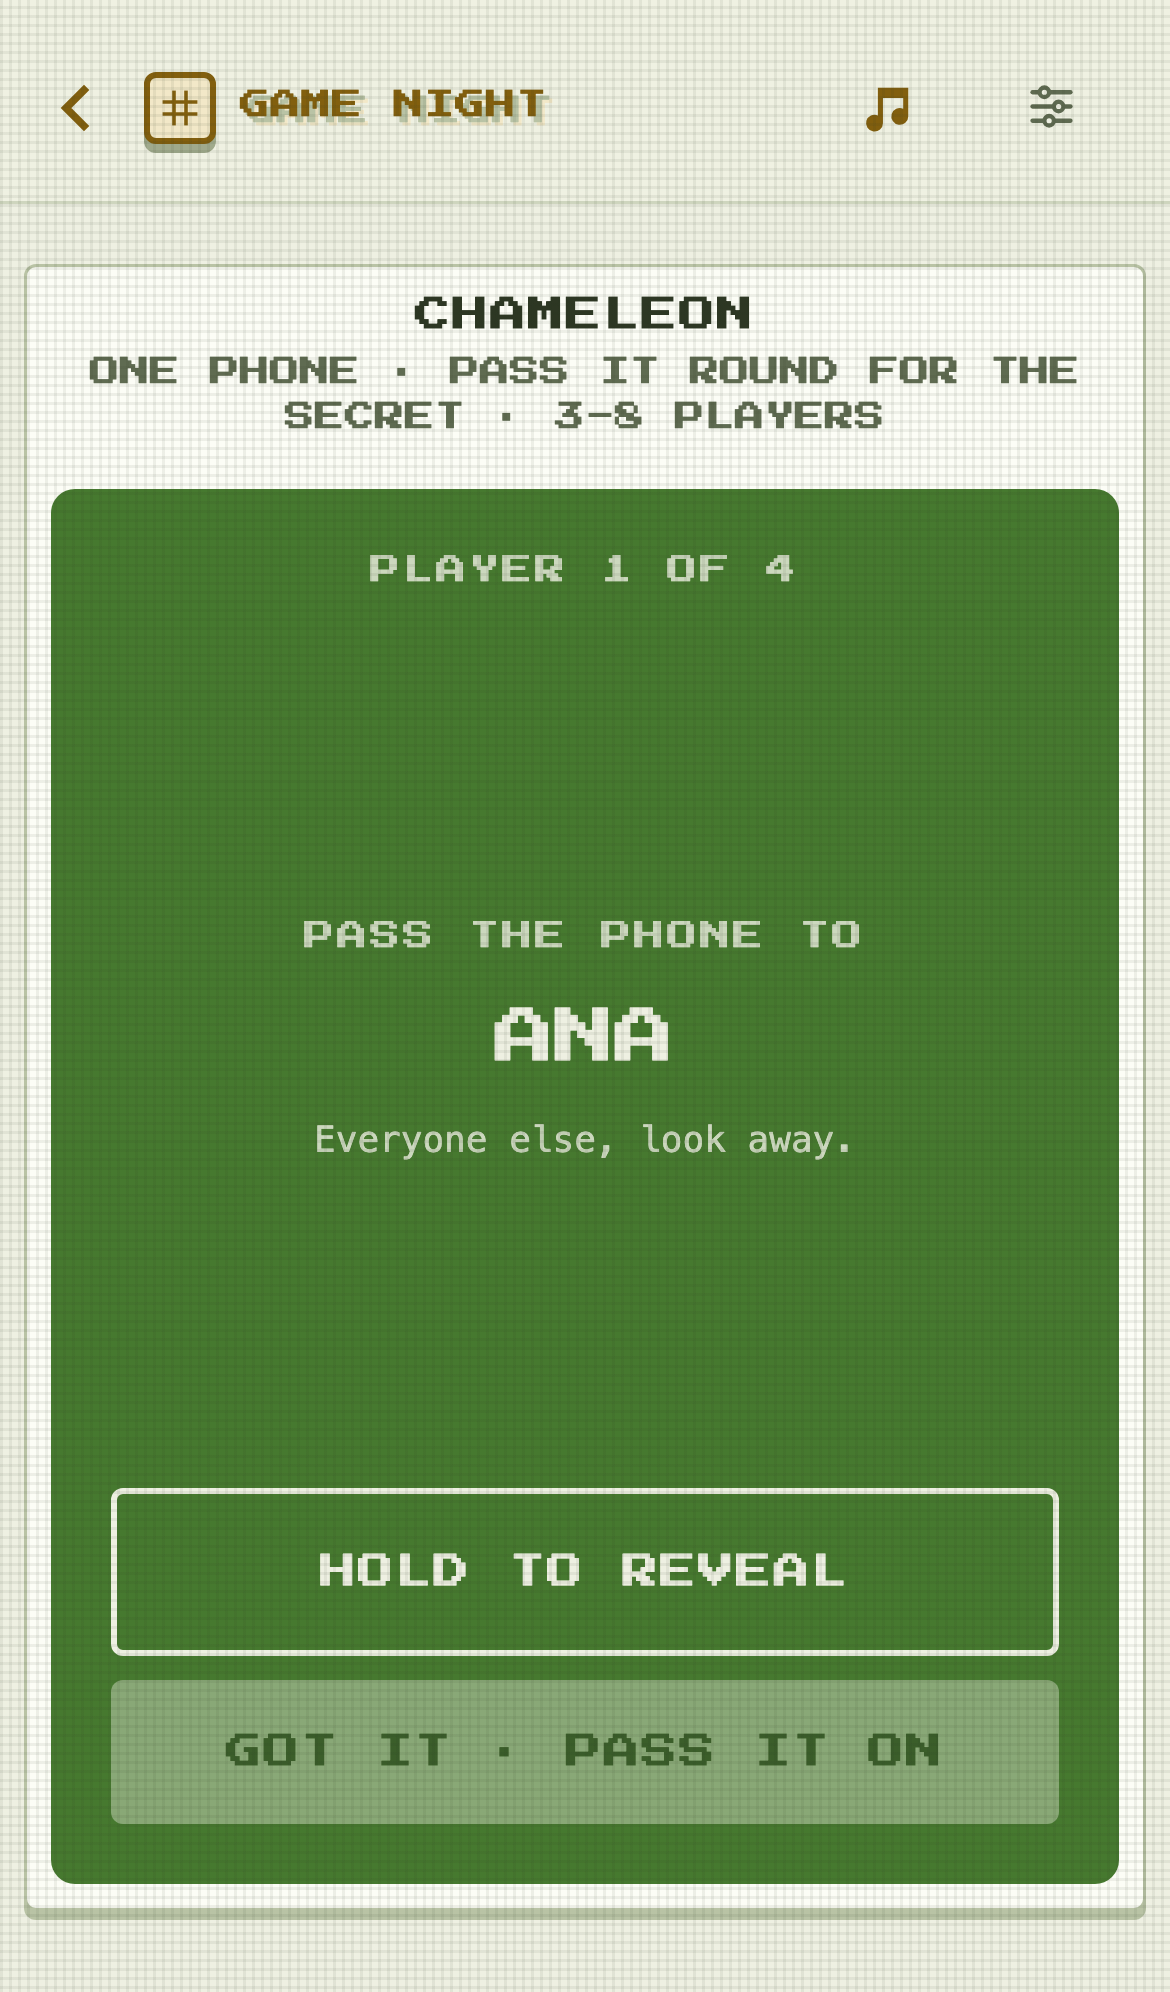 GAME NIGHT
CHAMELEON
ONE PHONE · PASS IT ROUND FOR THE
SECRET · 3-8 PLAYERS
PLAYER 1 OF 4
PASS THE PHONE TO
ANA
Everyone else, look away.
HOLD TO REVEAL
GOT IT · PASS IT ON